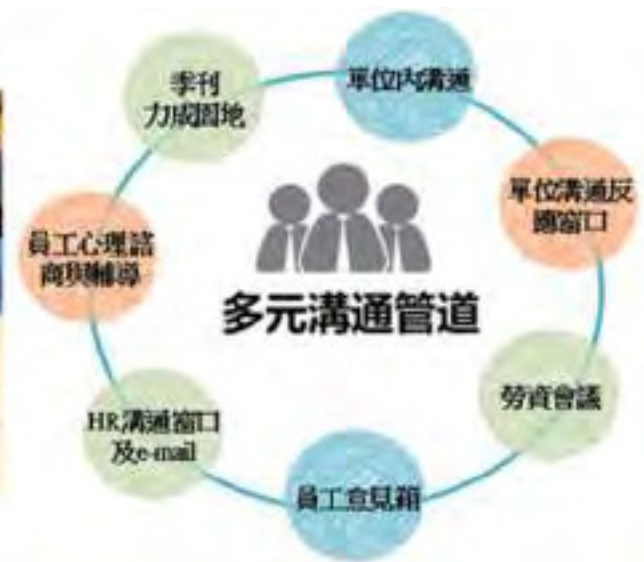 多元溝通管道
單位內溝通
單位溝通反
饋窗口
勞資會議
員工意見箱
HR溝通窗口
及e-mail
員工心理諮
商與輔導
季刊
力成園地